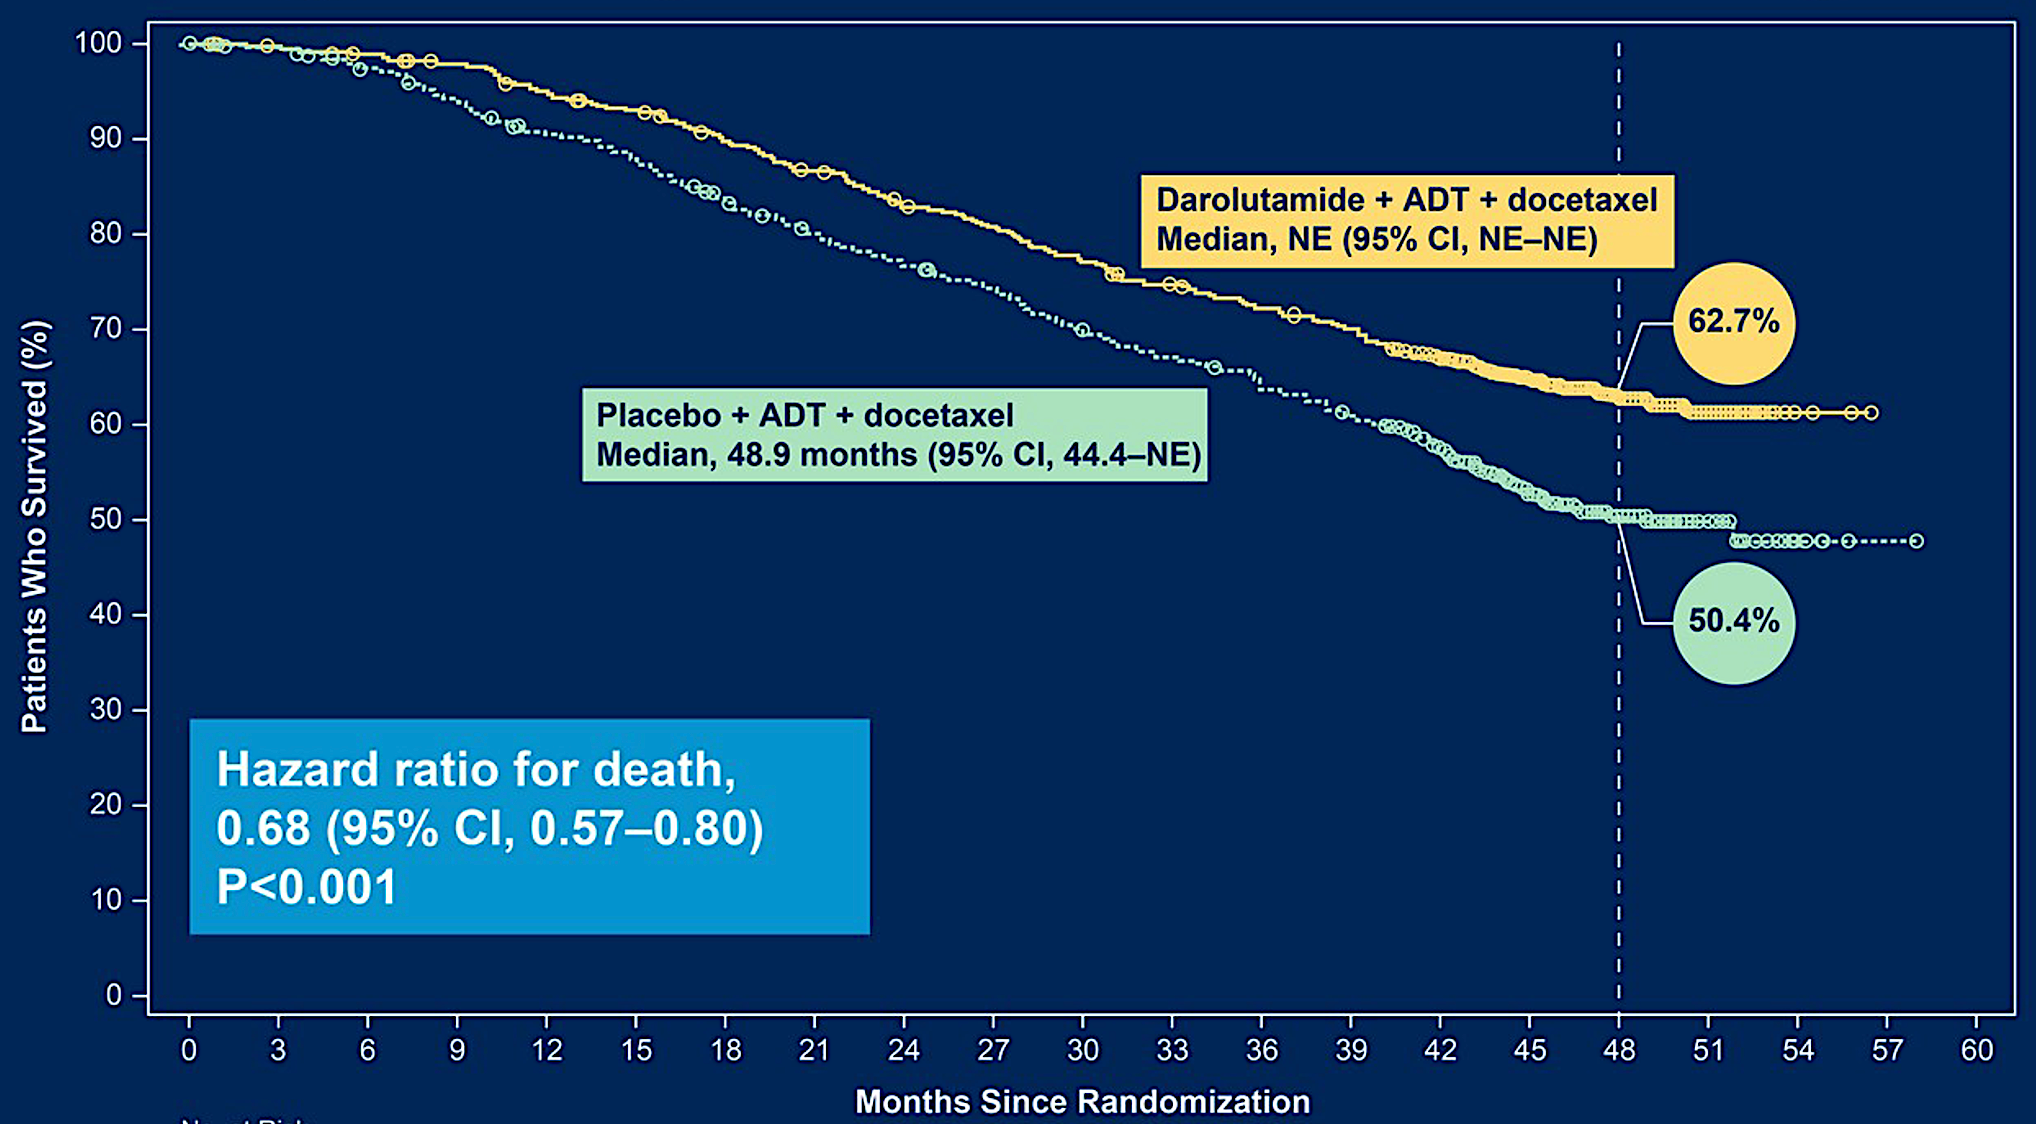 100
90
80
70
60
50
40
30
20
10
0
Patients Who Survived (%)
Darolutamide + ADT + docetaxel
Median, NE (95% CI, NE–NE)
62.7%
Placebo + ADT + docetaxel
Median, 48.9 months (95% CI, 44.4–NE)
50.4%
Hazard ratio for death,
0.68 (95% CI, 0.57–0.80)
P<0.001
0 3 6 9 12 15 18 21 24 27 30 33 36 39 42 45 48 51 54 57 60
Months Since Randomization